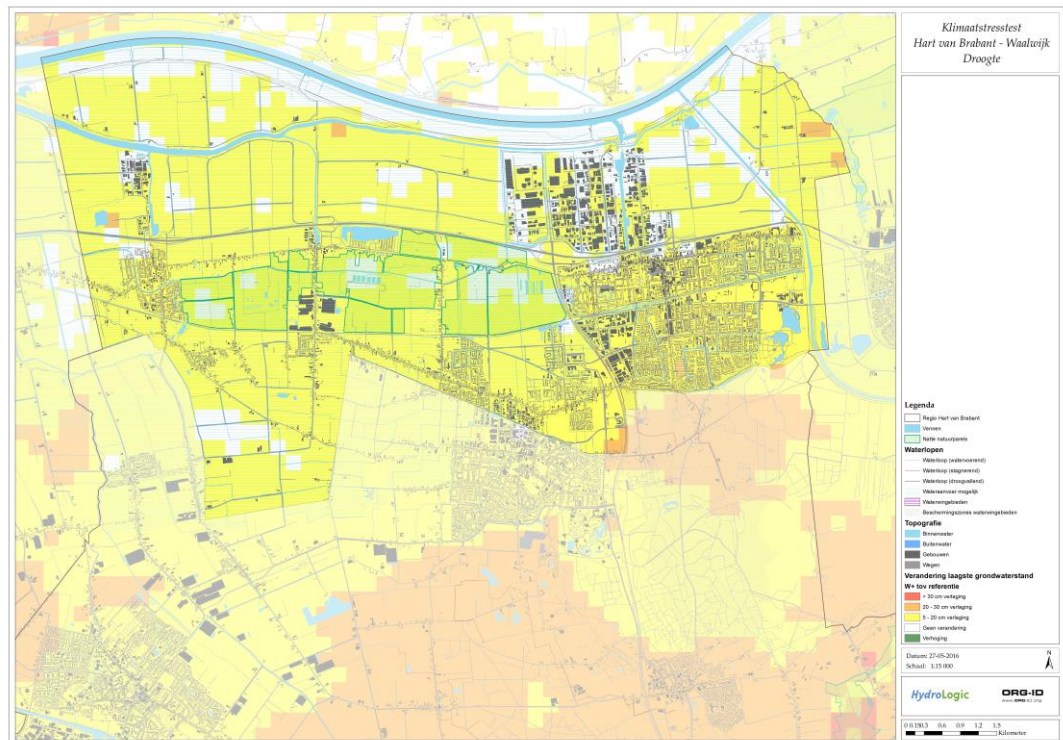 Klimaatstresstest
Hart van Brabant - Waalwijk
Droogte
Legenda
Regio Hart van Brabant
Vennen
Natte natuurparels
Waterlopen
Waterloop (watervoerend)
Waterloop (stagnerend)
Waterloop (droogvallend)
Wateraanvoer mogelijk
Waterwingebieden
Beschermingszones waterwingebieden
Topografie
Binnenwater
Buitenwater
Gebouwen
Wegen
Verandering laagste grondwaterstand
W+ tov referentie
> 30 cm verlaging
20 - 30 cm verlaging
5 - 20 cm verlaging
Geen verandering
Verhoging
Datum: 27-05-2016
Schaal: 1:15 000
N
HydroLogic
ORG-ID
0 0.15 0.3 0.6 0.9 1.2 1.5
Kilometer